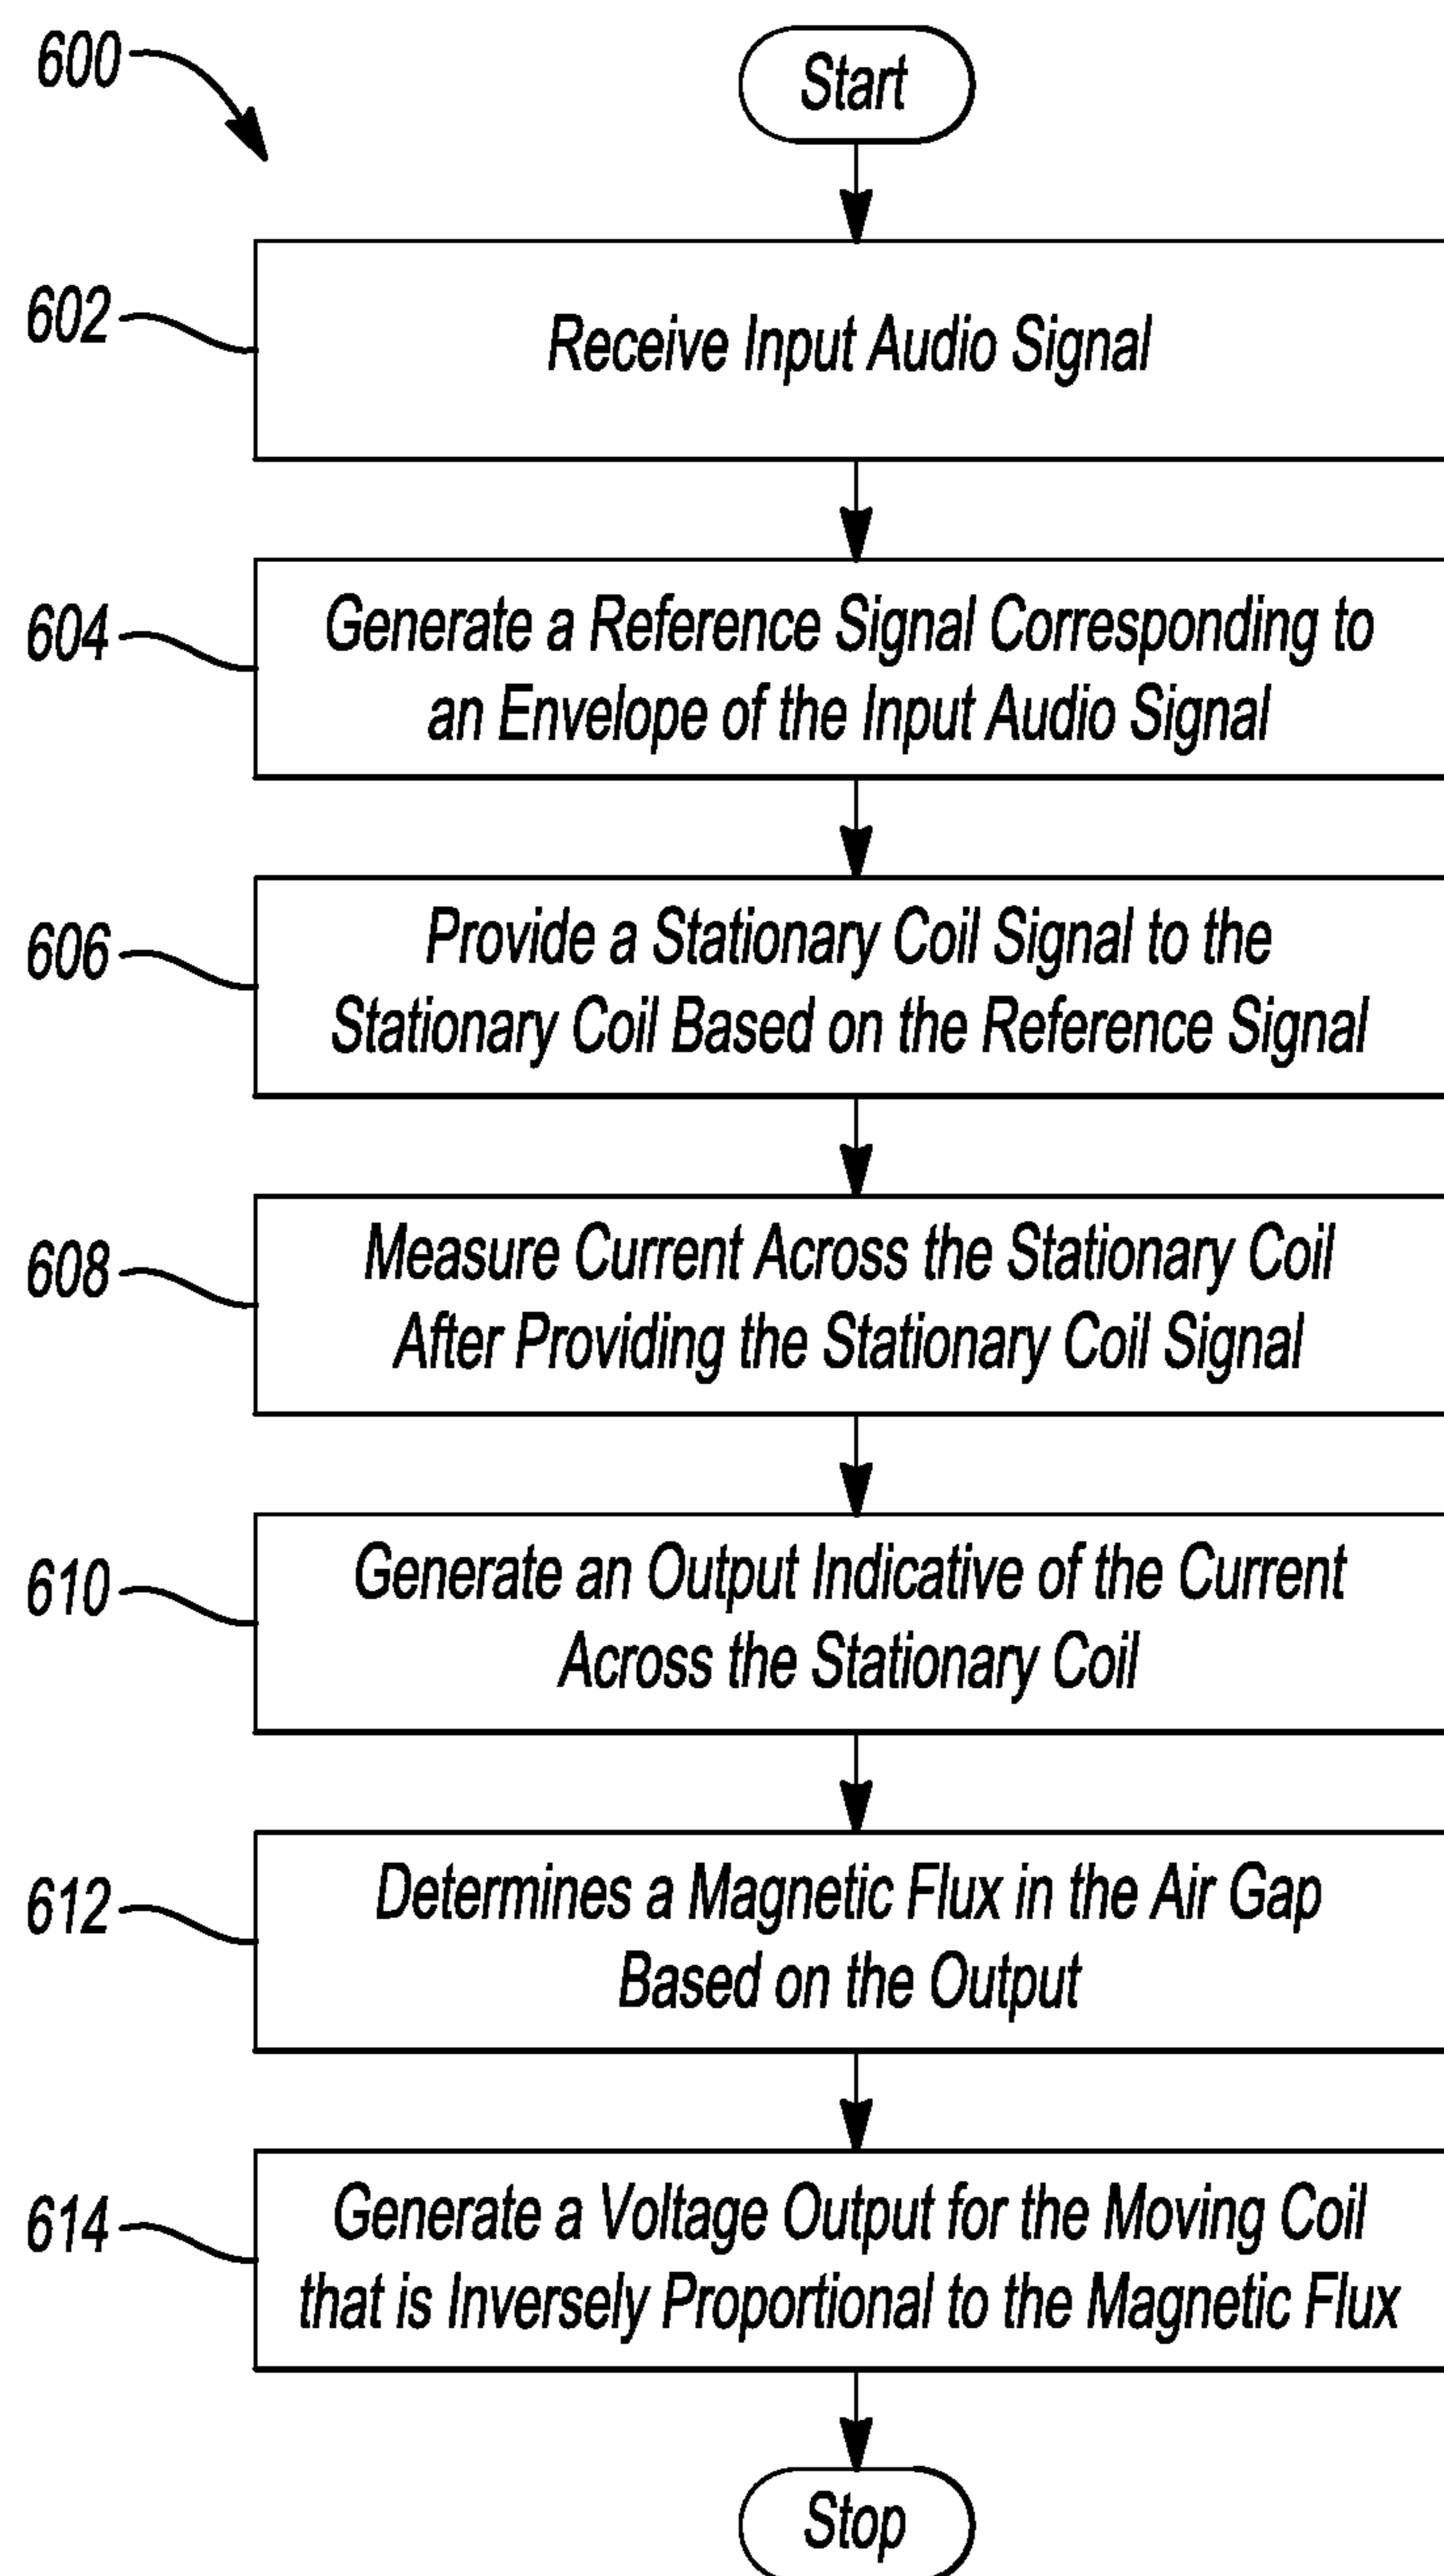 600
Start
602
Receive Input Audio Signal
604
Generate a Reference Signal Corresponding to
an Envelope of the Input Audio Signal
606
Provide a Stationary Coil Signal to the
Stationary Coil Based on the Reference Signal
608
Measure Current Across the Stationary Coil
After Providing the Stationary Coil Signal
610
Generate an Output Indicative of the Current
Across the Stationary Coil
612
Determines a Magnetic Flux in the Air Gap
Based on the Output
614
Generate a Voltage Output for the Moving Coil
that is Inversely Proportional to the Magnetic Flux
Stop